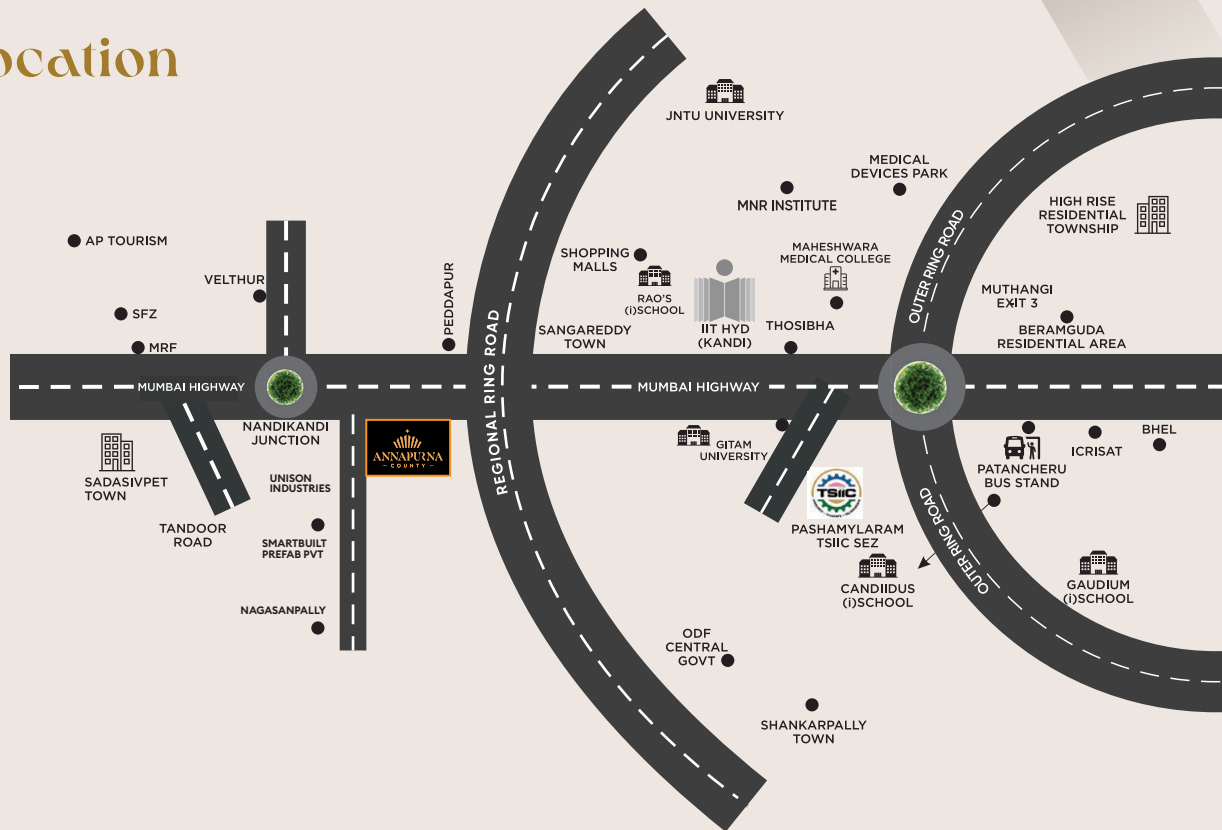 ocation
JNTU UNIVERSITY
MEDICAL
DEVICES PARK
MNR INSTITUTE
HIGH RISE
RESIDENTIAL
TOWNSHIP
AP TOURISM
VELTHUR
SFZ
MRF
PEDDAPUR
SHOPPING
MALLS
RAO'S
(i)SCHOOL
SANGAREDDY
TOWN
IIT HYD
(KANDI)
MAHESHWARA
MEDICAL COLLEGE
THOSIBHA
OUTER RING ROAD
MUTHANGI
EXIT 3
BERAMGUDA
RESIDENTIAL AREA
MUMBAI HIGHWAY
REGIONAL RING ROAD
MUMBAI HIGHWAY
NANDIKANDI
JUNCTION
ANNAPURNA
COUNTY
SADASIVPET
TOWN
TANDOOR
ROAD
UNISON
INDUSTRIES
SMARTBUILT
PREFAB PVT
NAGASANPALLY
GITAM
UNIVERSITY
TSIIC
PASHAMYLARAM
TSIIC SEZ
PATANCHERU
BUS STAND
ICRISAT
BHEL
OUTER RING ROAD
CANDIIDUS
(i)SCHOOL
GAUDIUM
(i)SCHOOL
ODF
CENTRAL
GOVT
SHANKARPALLY
TOWN